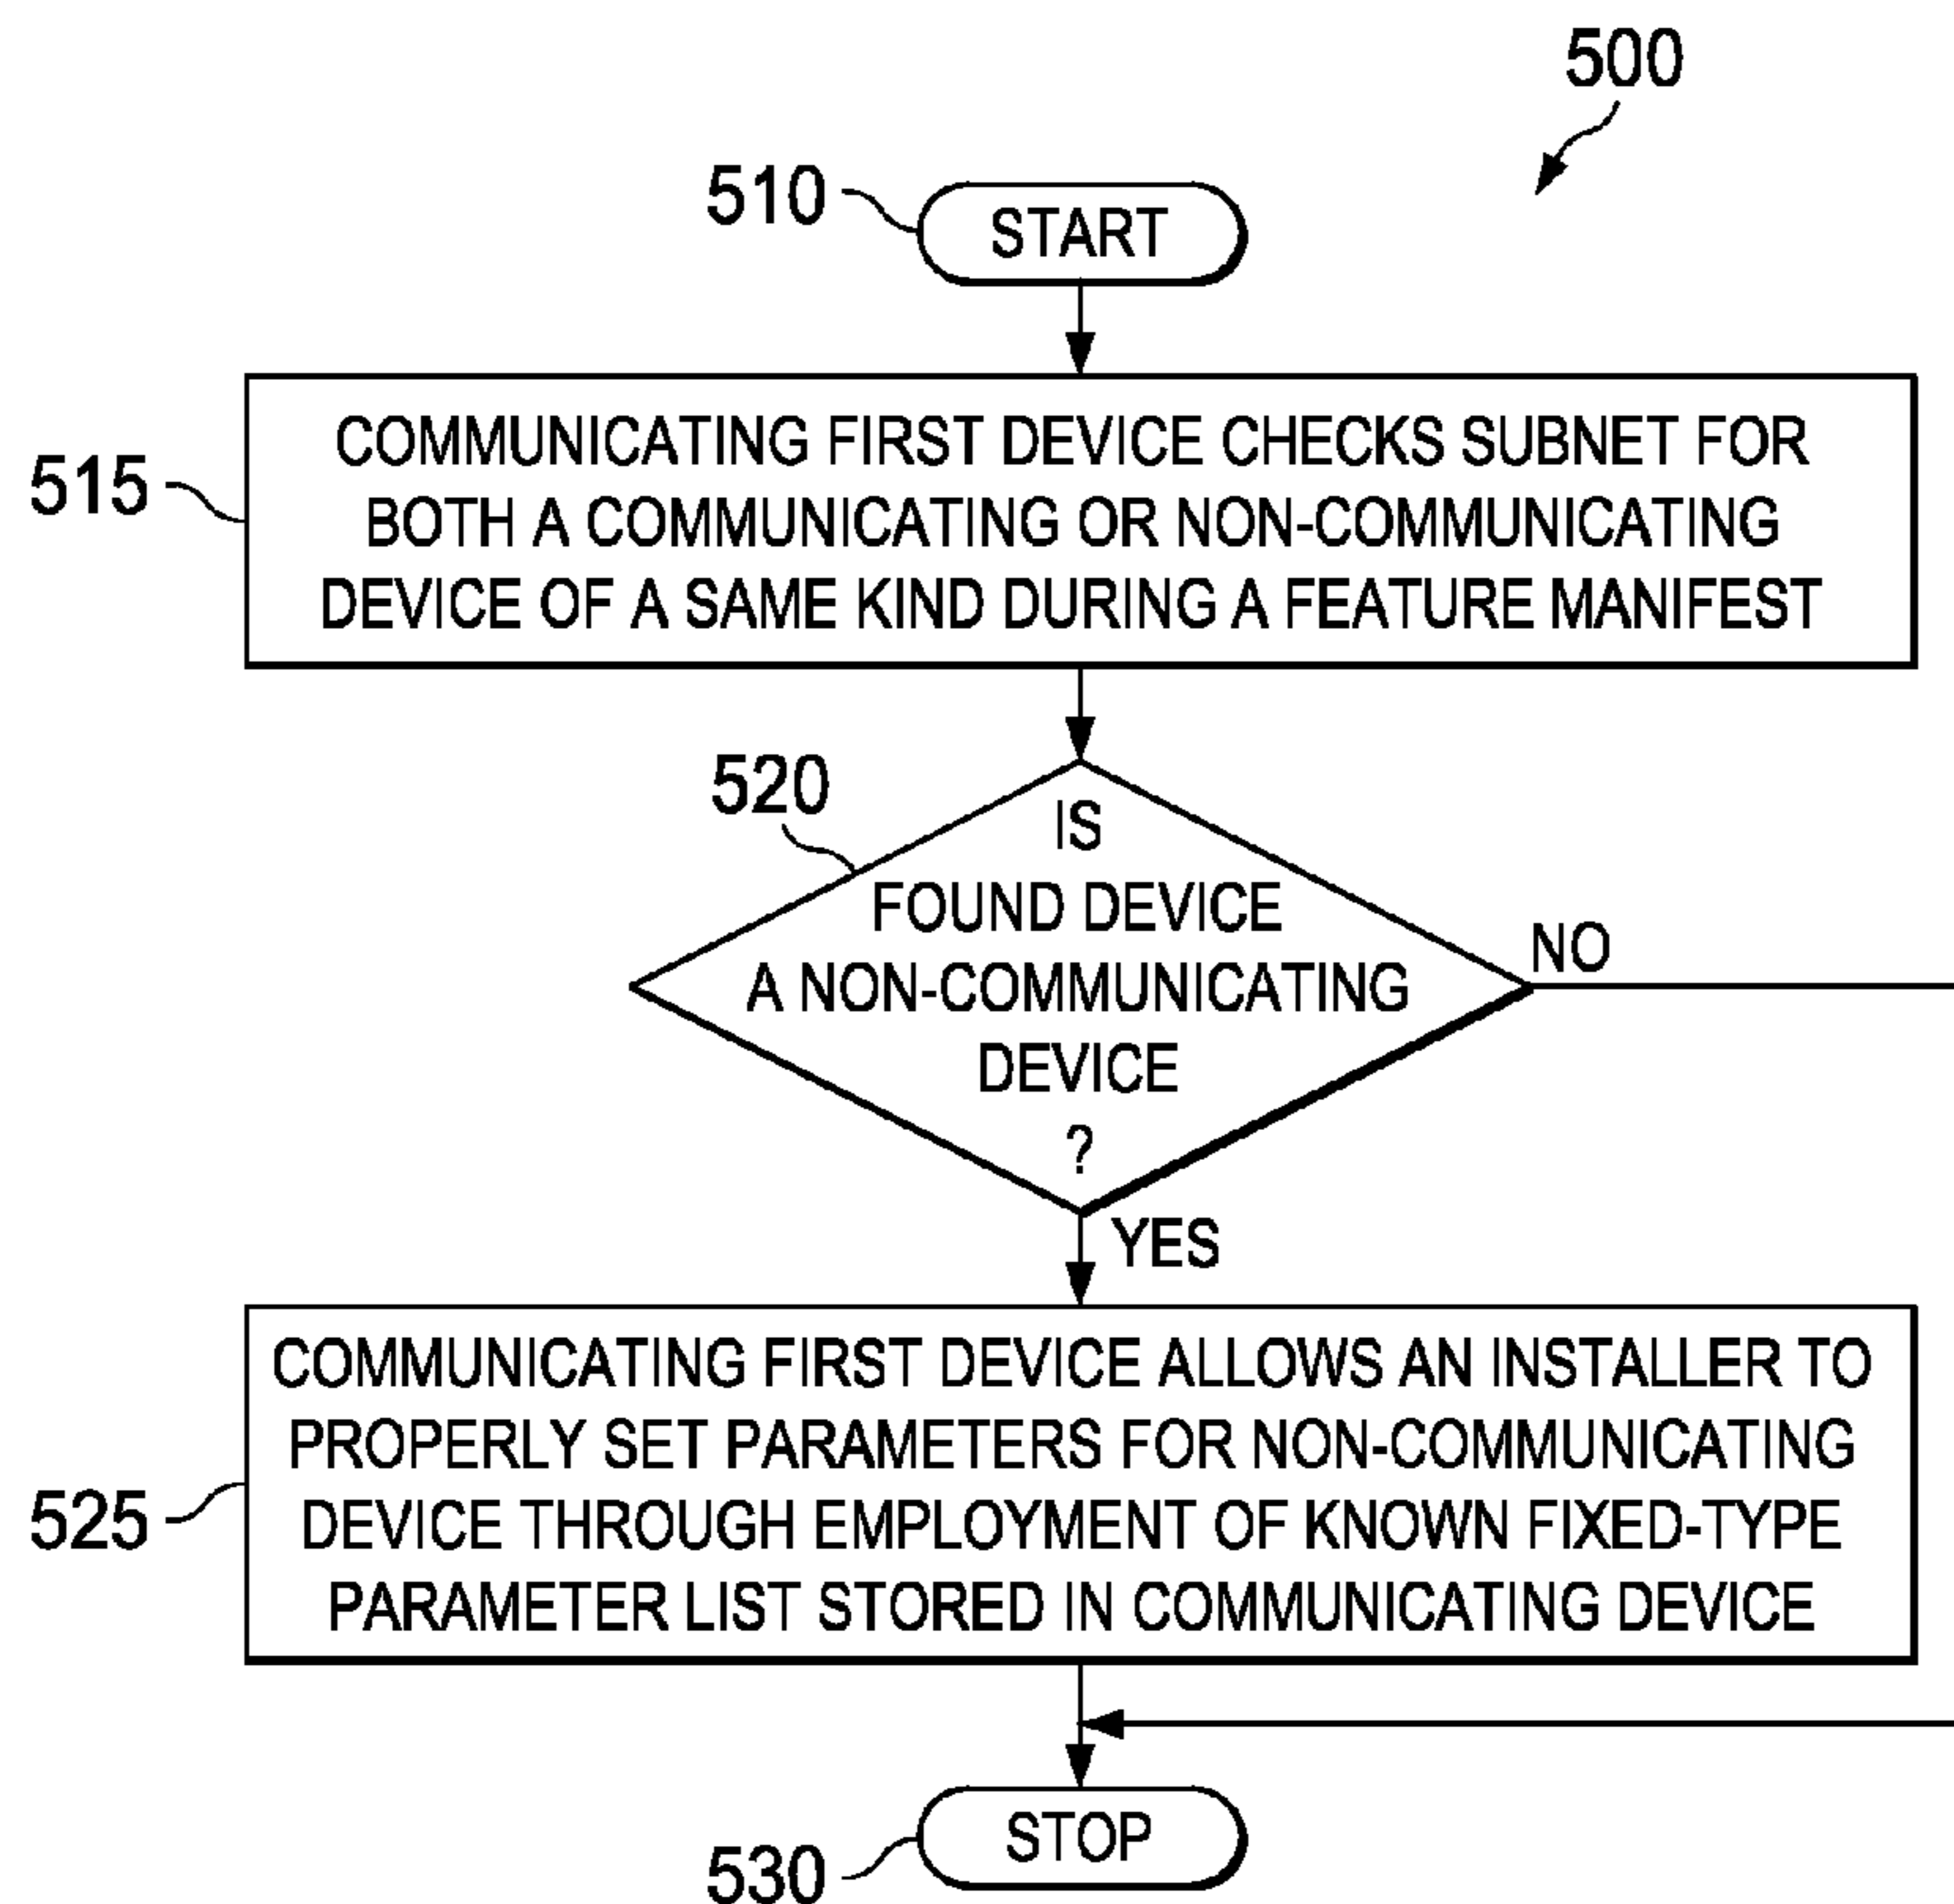 500
510
START
515
COMMUNICATING FIRST DEVICE CHECKS SUBNET FOR
BOTH A COMMUNICATING OR NON-COMMUNICATING
DEVICE OF A SAME KIND DURING A FEATURE MANIFEST
520
IS
FOUND DEVICE
A NON-COMMUNICATING
DEVICE
?
NO
YES
525
COMMUNICATING FIRST DEVICE ALLOWS AN INSTALLER TO
PROPERLY SET PARAMETERS FOR NON-COMMUNICATING
DEVICE THROUGH EMPLOYMENT OF KNOWN FIXED-TYPE
PARAMETER LIST STORED IN COMMUNICATING DEVICE
530
STOP